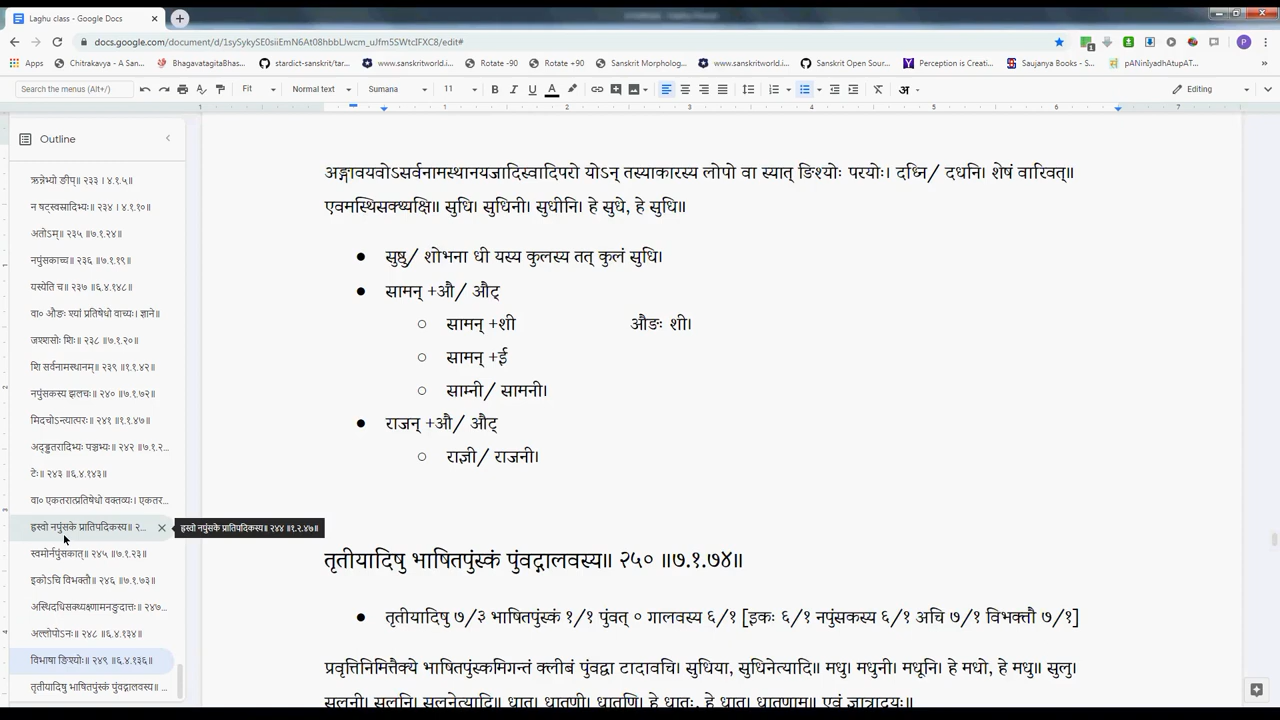 Laghu class - Google Docs
docs.google.com/document/d/1sySykySE0siiEmN6At08hbbLJwcm_uJfm5SWtcIFXC8/edit#
Apps
Chitrakavya - A San...
BhagavatagitaBhas...
stardict-sanskrit/tar...
www.sanskritworld.i...
Rotate -90
Rotate +90
Sanskrit Morpholog...
www.sanskritworld.i...
Sanskrit Open Sour...
Perception is Creati...
Saujanya Books - S...
pANinIyadhAtupAT...
Search the menus (Alt+/)
Fit
Normal text
Sumana
11
Editing
Outline
ऋन्नेभ्यो ङीप्॥ २३३ । ४.१.५॥
न षट्स्वस्रादिभ्यः॥ २३४ । ४.१.१०॥
अतोऽम्॥ २३५ ॥७.१.२४॥
नपुंसकाच्च॥ २३६ ॥७.१.१९॥
यस्येति च॥ २३७ ॥६.४.१४८॥
वा० औङः श्यां प्रतिषेधो वाच्यः। ज्ञाने॥
जश्शसोः शिः॥ २३८ ॥७.१.२०॥
शि सर्वनामस्थानम्॥ २३९ ॥१.१.४२॥
नपुंसकस्य झलचः॥ २४० ॥७.१.७२॥
मिदचोऽन्त्यात्परः॥ २४१ ॥१.१.४७॥
अद्ड्डतरादिभ्यः पञ्चभ्यः॥ २४२ ॥७.१.२...
टेः॥ २४३ ॥६.४.१४३॥
वा० एकतरात्प्रतिषेधो वक्तव्यः। एकतर...
ह्रस्वो नपुंसके प्रातिपदिकस्य॥ २...
ह्रस्वो नपुंसके प्रातिपदिकस्य॥ २४४ ॥१.२.४७॥
स्वमोर्नपुंसकात्॥ २४५ ॥७.१.२३॥
इकोऽचि विभक्तौ॥ २४६ ॥७.१.७३॥
अस्थिदधिसक्थ्यक्ष्णामनङुदात्तः॥ २४७...
अल्लोपोऽनः॥ २४८ ॥६.४.१३४॥
विभाषा ङिश्योः॥ २४९ ॥६.४.१३६॥
तृतीयादिषु भाषितपुंस्कं पुंवद्गालवस्य॥ ...
अङ्गावयवोऽसर्वनामस्थानयजादिस्वादिपरो योऽन् तस्याकारस्य लोपो वा स्यात् ङिश्योः परयोः। दध्नि/ दधनि। शेषं वारिवत्॥
एवमस्थिसक्थ्यक्षि॥ सुधि। सुधिनी। सुधीनि। हे सुधे, हे सुधि॥
● सुष्ठु/ शोभना धी यस्य कुलस्य तत् कुलं सुधि।
● सामन् +औ/ औट्
○ सामन् +शी औङः शी।
○ सामन् +ई
○ साम्नी/ सामनी।
● राजन् +औ/ औट्
○ राज्ञी/ राजनी।
तृतीयादिषु भाषितपुंस्कं पुंवद्गालवस्य॥ २५० ॥७.१.७४॥
● तृतीयादिषु ७/३ भाषितपुंस्कं १/१ पुंवत् ० गालवस्य ६/१ [इकः ६/१ नपुंसकस्य ६/१ अचि ७/१ विभक्तौ ७/१]
प्रवृत्तिनिमित्तैक्ये भाषितपुंस्कमिगन्तं क्लीबं पुंवद्वा टादावचि। सुधिया, सुधिनेत्यादि॥ मधु। मधुनी। मधूनि। हे मधो, हे मधु॥ सुलु।
सुलुनी। सुलूनि। सुलुनेत्यादि॥ धातृ। धातृणी। धातॄणि। हे धातः, हे धातृ। धातॄणाम्॥ एवं ज्ञात्रादयः॥